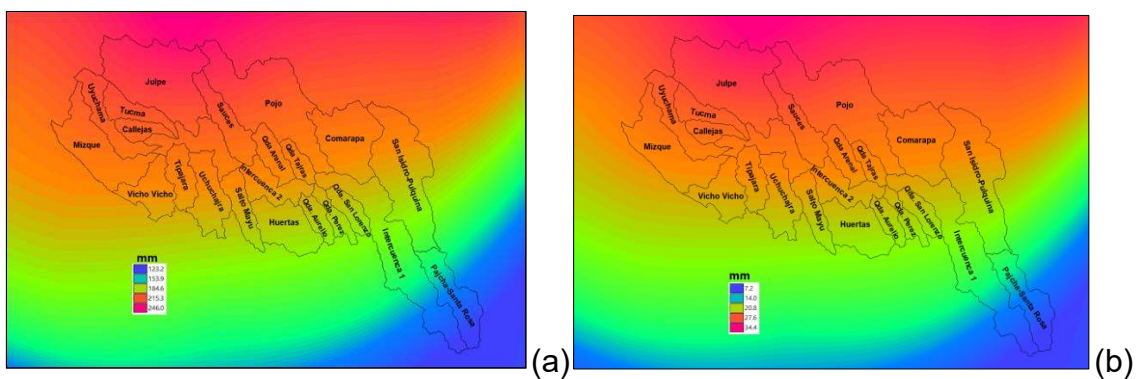 Julpe
Uyuchama
Tucma
Callejas
Mizque
Sauces
Pojo
Qda Arenal
Qda Tajras
Comarapa
San Isidro-Pulquina
Tipajara
Vicho Vicho
Uchuchajra
Salto Mayu
Intercuenca 2
Huertas
Qda. Aurelio
Qda. Perez
Qda. San Lorenzo
Intercuenca 1
Pajcha-Santa Rosa
mm
123.2
153.9
184.6
215.3
246.0
(a)
Julpe
Uyuchama
Tucma
Callejas
Mizque
Sauces
Pojo
Qda Arenal
Qda Tajras
Comarapa
San Isidro-Pulquina
Tipajara
Vicho Vicho
Uchuchajra
Salto Mayu
Intercuenca 2
Huertas
Qda. Aurelio
Qda. Perez
Qda. San Lorenzo
Intercuenca 1
Pajcha-Santa Rosa
mm
7.2
14.0
20.8
27.6
34.4
(b)